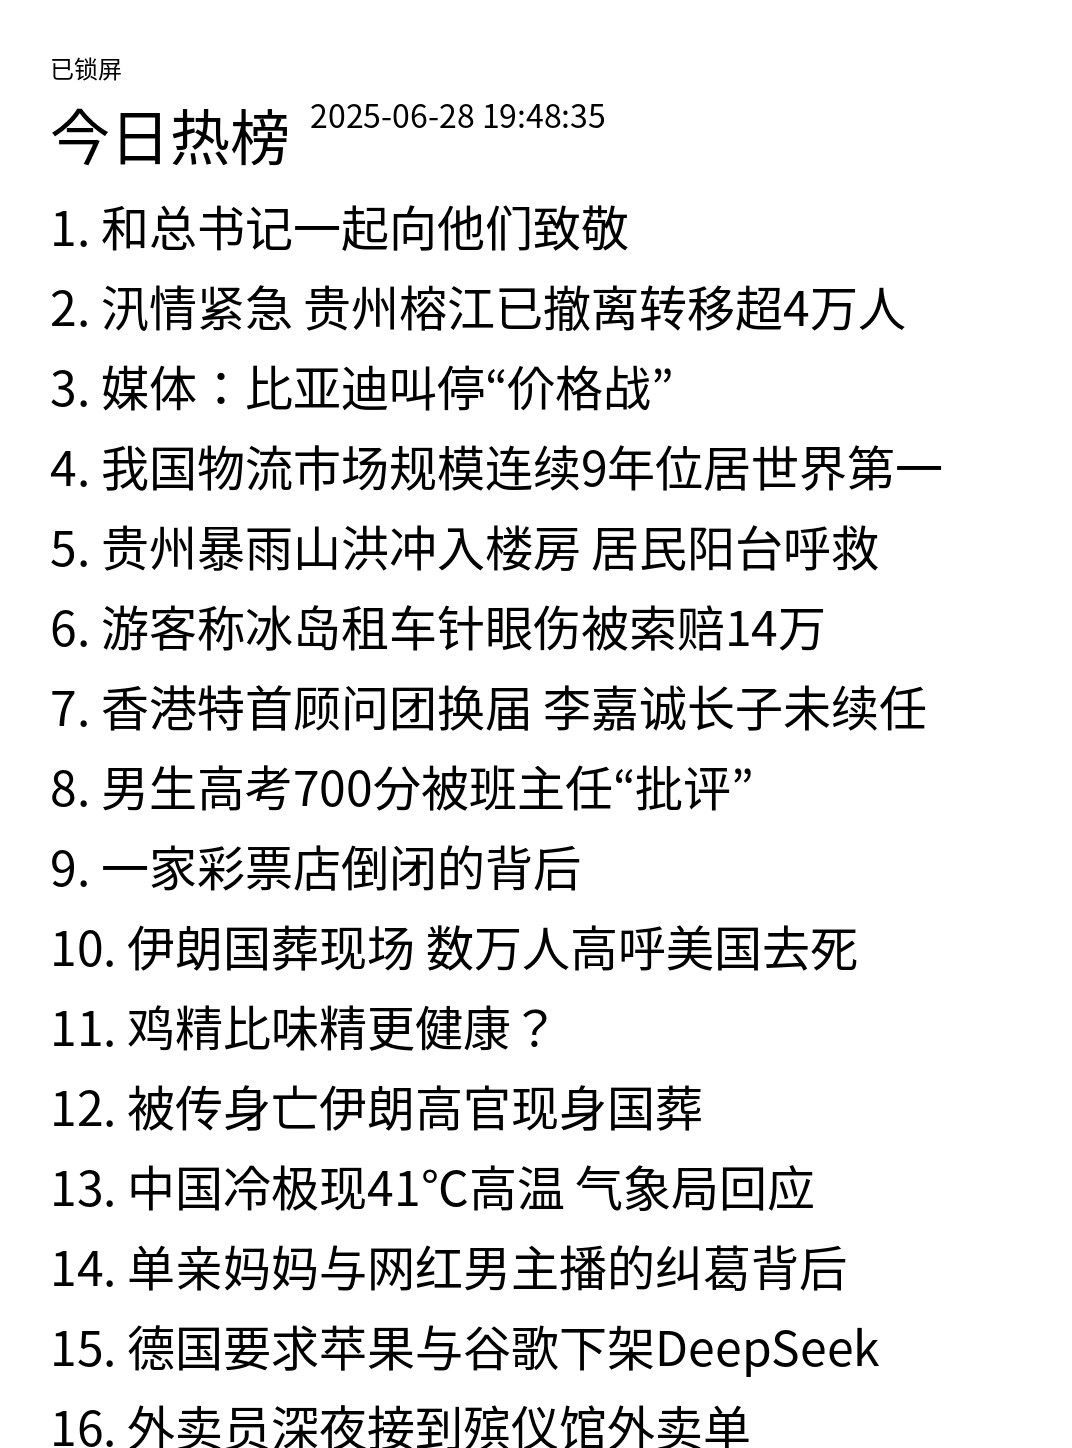 已锁屏
今日热榜 2025-06-28 19:48:35
1. 和总书记一起向他们致敬
2. 汛情紧急 贵州榕江已撤离转移超4万人
3. 媒体：比亚迪叫停“价格战”
4. 我国物流市场规模连续9年位居世界第一
5. 贵州暴雨山洪冲入楼房 居民阳台呼救
6. 游客称冰岛租车针眼伤被索赔14万
7. 香港特首顾问团换届 李嘉诚长子未续任
8. 男生高考700分被班主任“批评”
9. 一家彩票店倒闭的背后
10. 伊朗国葬现场 数万人高呼美国去死
11. 鸡精比味精更健康？
12. 被传身亡伊朗高官现身国葬
13. 中国冷极现41℃高温 气象局回应
14. 单亲妈妈与网红男主播的纠葛背后
15. 德国要求苹果与谷歌下架DeepSeek
16. 外卖员深夜接到殡仪馆外卖单